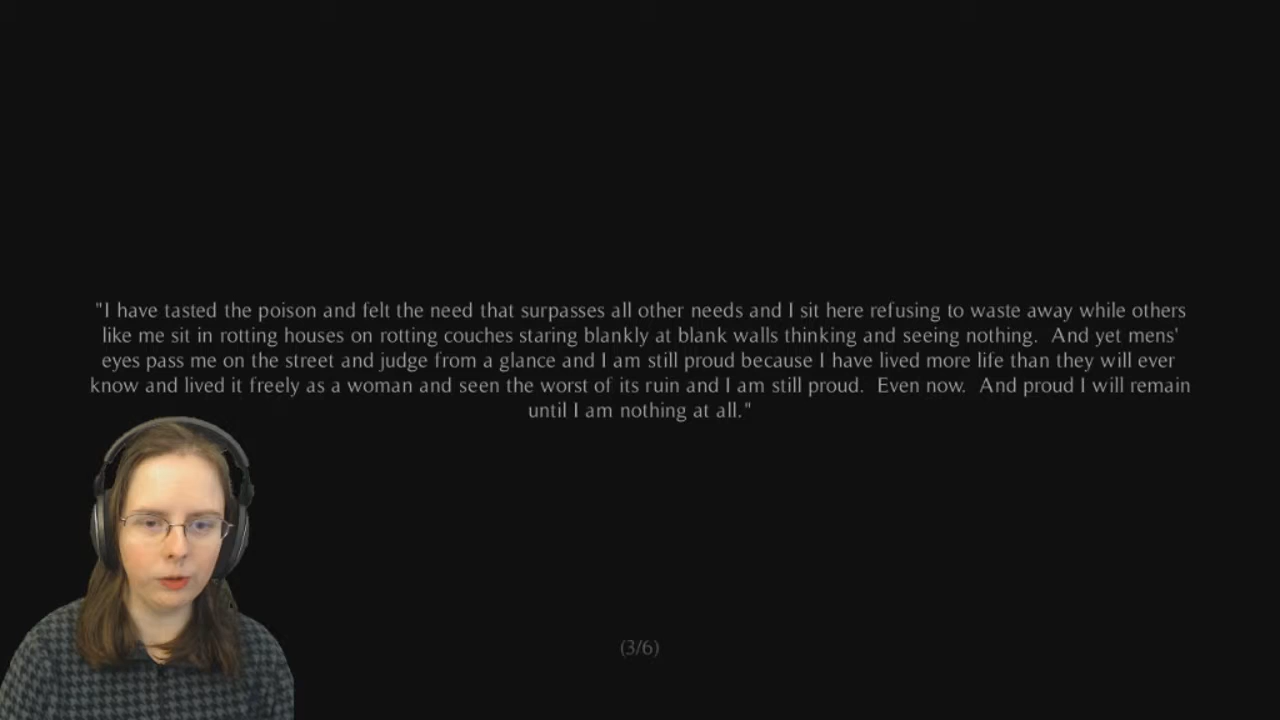 "I have tasted the poison and felt the need that surpasses all other needs and I sit here refusing to waste away while others
like me sit in rotting houses on rotting couches staring blankly at blank walls thinking and seeing nothing.  And yet mens'
eyes pass me on the street and judge from a glance and I am still proud because I have lived more life than they will ever
know and lived it freely as a woman and seen the worst of its ruin and I am still proud.  Even now.  And proud I will remain
until I am nothing at all."
(3/6)